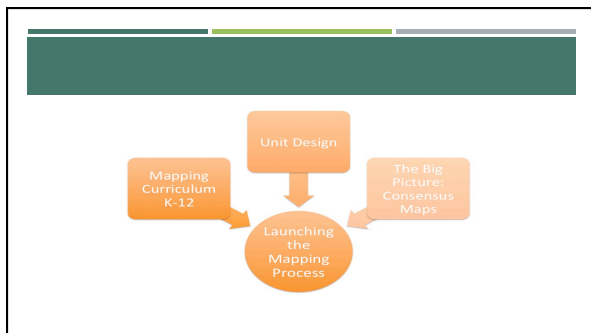 Unit Design
Mapping
Curriculum
K-12
The Big
Picture:
Consensus
Maps
Launching
the
Mapping
Process